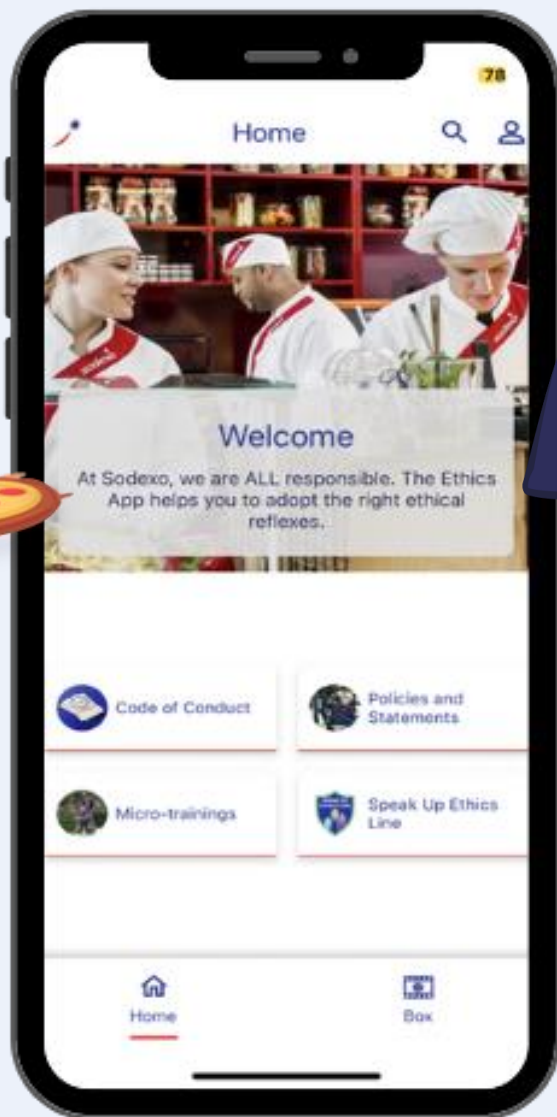 78
Home
Welcome
At Sodexo, we are ALL responsible. The Ethics
App helps you to adopt the right ethical
reflexes.
Code of Conduct
Policies and
Statements
Micro-trainings
Speak Up Ethics
Line
Home
Box